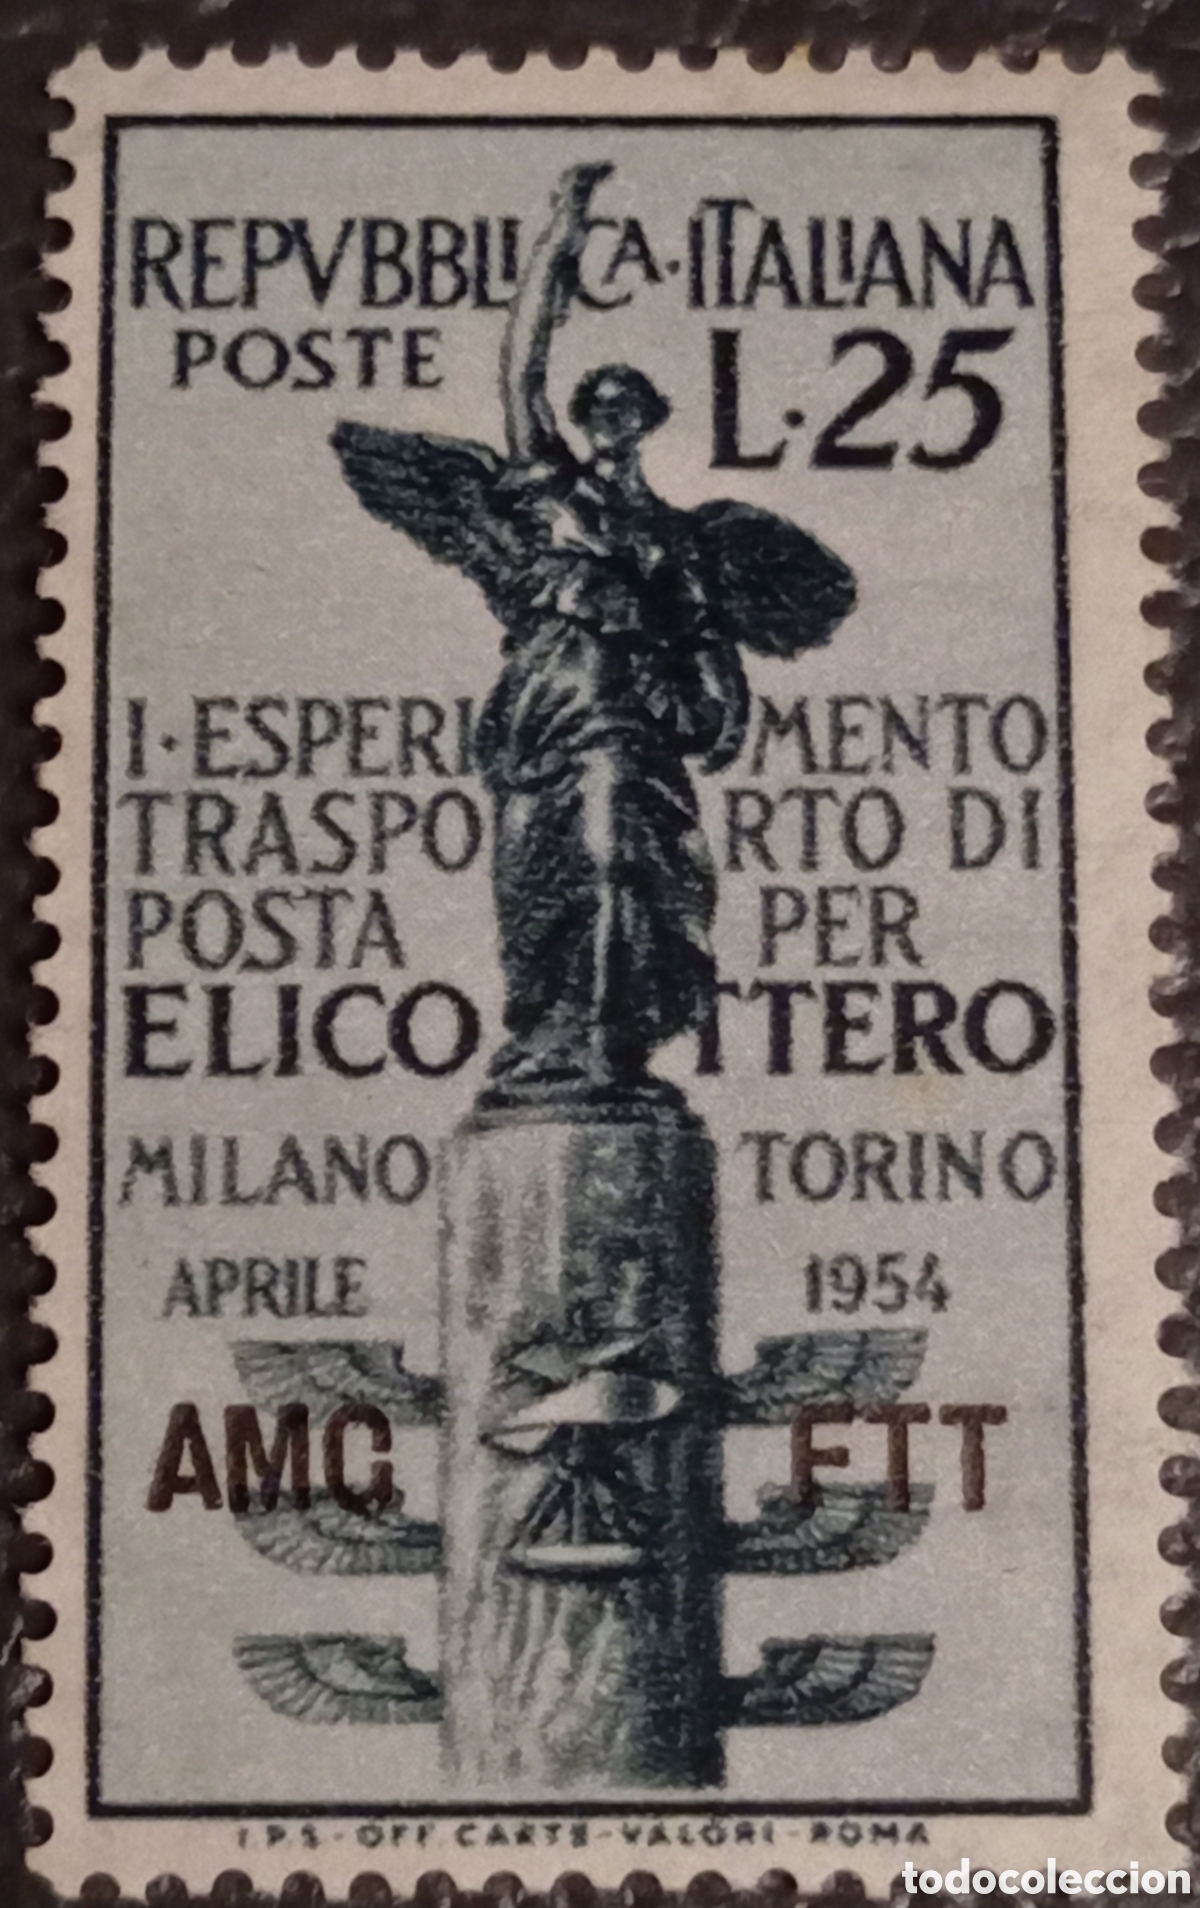 REPVBBLICA·ITALIANA
POSTE
L·25
I·ESPERIMENTO
TRASPORTO DI
POSTA PER
ELICOTTERO
MILANO TORINO
APRILE 1954
AMG FTT
I.P.S-OFF. CARTE-VALORI-ROMA
todocoleccion